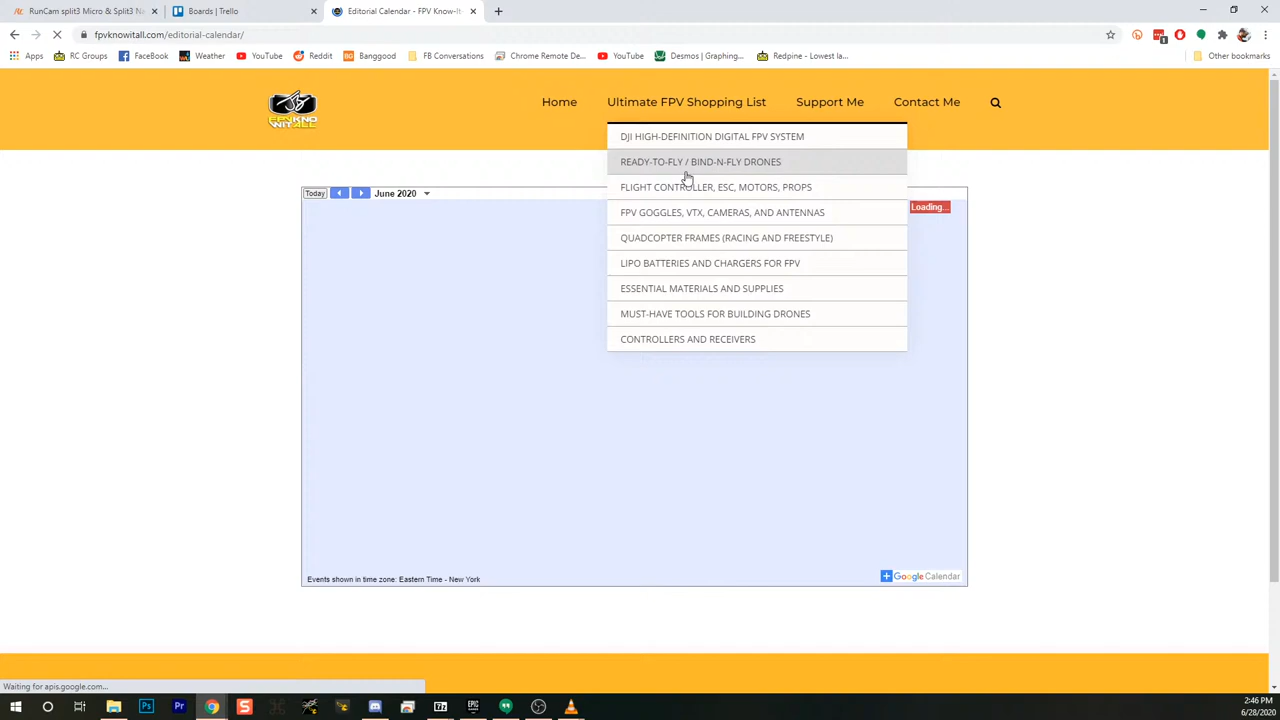 RunCam split3 Micro & Split3 N
Boards | Trello
Editorial Calendar - FPV Know-It-
fpvknowitall.com/editorial-calendar/
Apps
RC Groups
FaceBook
Weather
YouTube
Reddit
Banggood
FB Conversations
Chrome Remote De...
YouTube
Desmos | Graphing...
Redpine - Lowest la...
Other bookmarks
FPVKNO
WITALL
Home
Ultimate FPV Shopping List
Support Me
Contact Me
DJI HIGH-DEFINITION DIGITAL FPV SYSTEM
READY-TO-FLY / BIND-N-FLY DRONES
FLIGHT CONTROLLER, ESC, MOTORS, PROPS
FPV GOGGLES, VTX, CAMERAS, AND ANTENNAS
QUADCOPTER FRAMES (RACING AND FREESTYLE)
LIPO BATTERIES AND CHARGERS FOR FPV
ESSENTIAL MATERIALS AND SUPPLIES
MUST-HAVE TOOLS FOR BUILDING DRONES
CONTROLLERS AND RECEIVERS
Today
June 2020
Loading...
Events shown in time zone: Eastern Time - New York
Google Calendar
Waiting for apis.google.com...
2:46 PM
6/28/2020